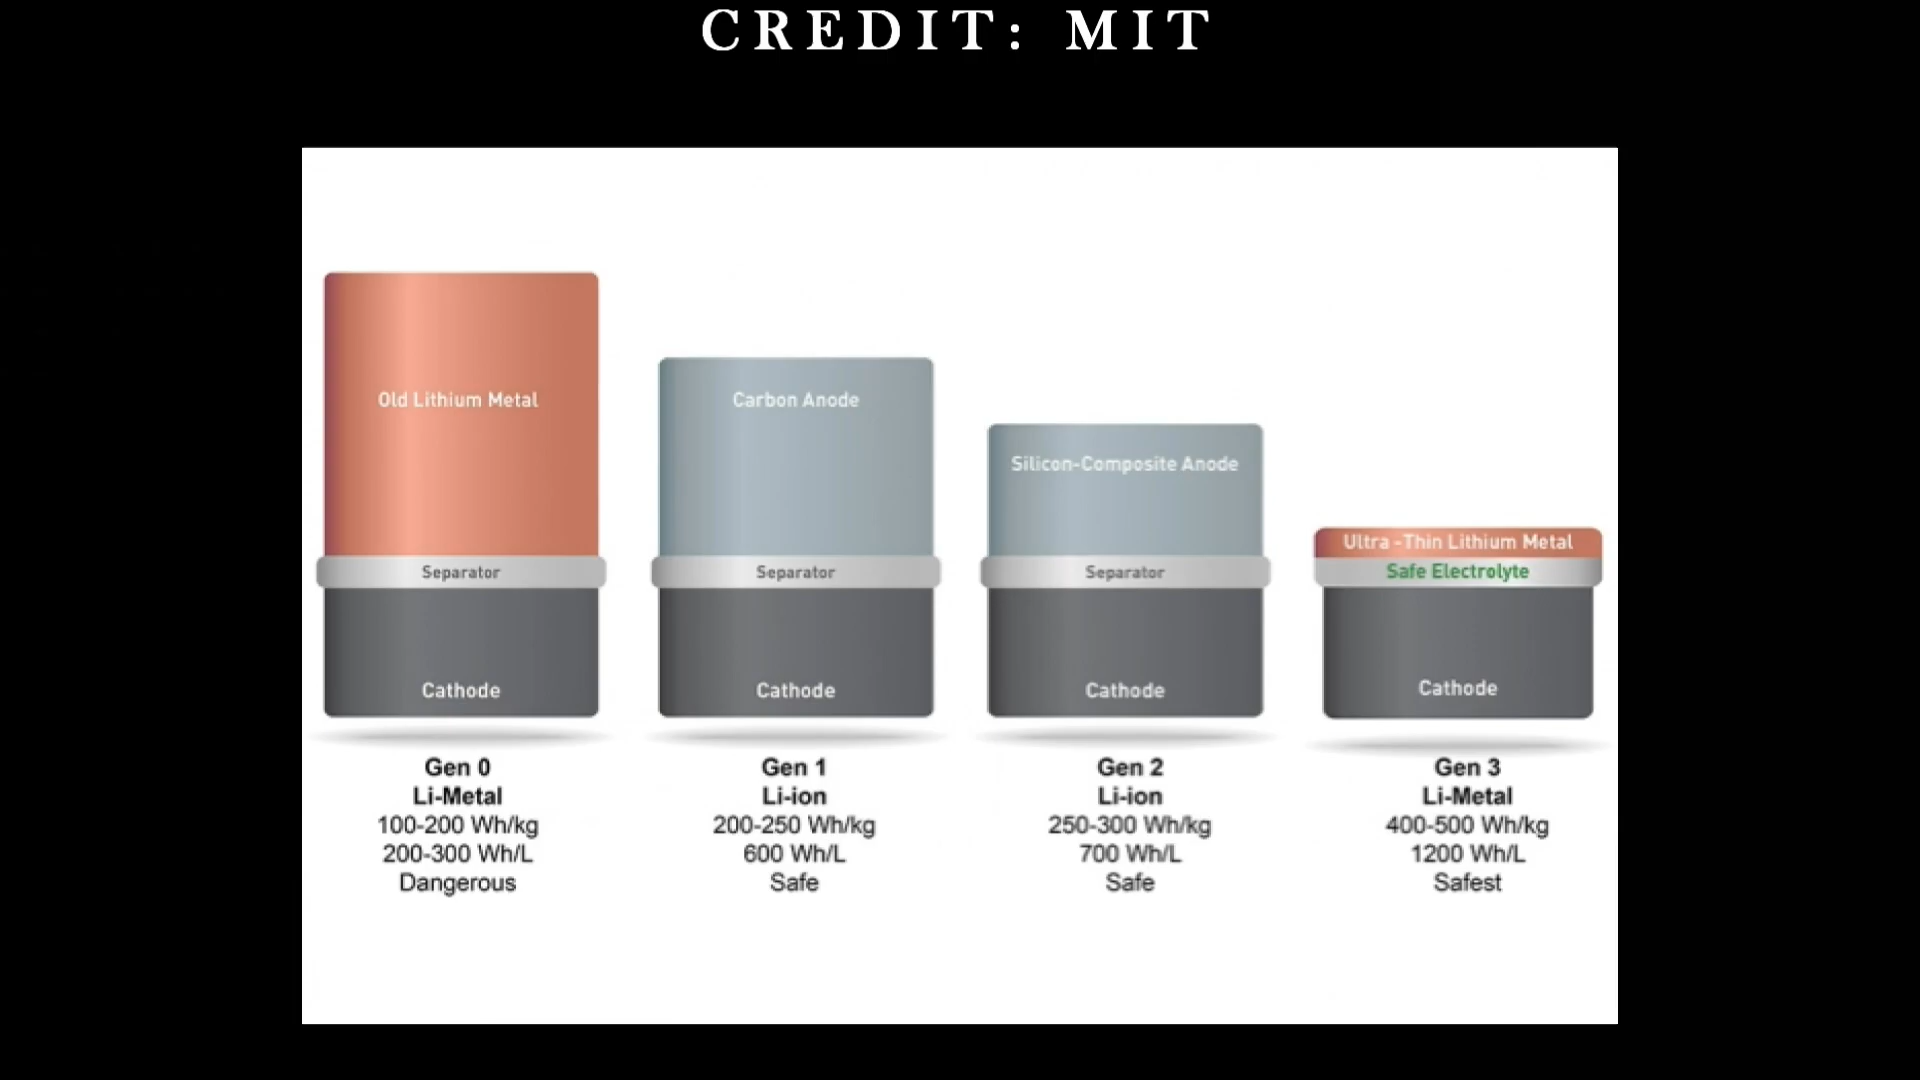 CREDIT: MIT
Old Lithium Metal
Separator
Cathode
Gen 0
Li-Metal
100-200 Wh/kg
200-300 Wh/L
Dangerous
Carbon Anode
Separator
Cathode
Gen 1
Li-ion
200-250 Wh/kg
600 Wh/L
Safe
Silicon-Composite Anode
Separator
Cathode
Gen 2
Li-ion
250-300 Wh/kg
700 Wh/L
Safe
Ultra-Thin Lithium Metal
Safe Electrolyte
Cathode
Gen 3
Li-Metal
400-500 Wh/kg
1200 Wh/L
Safest